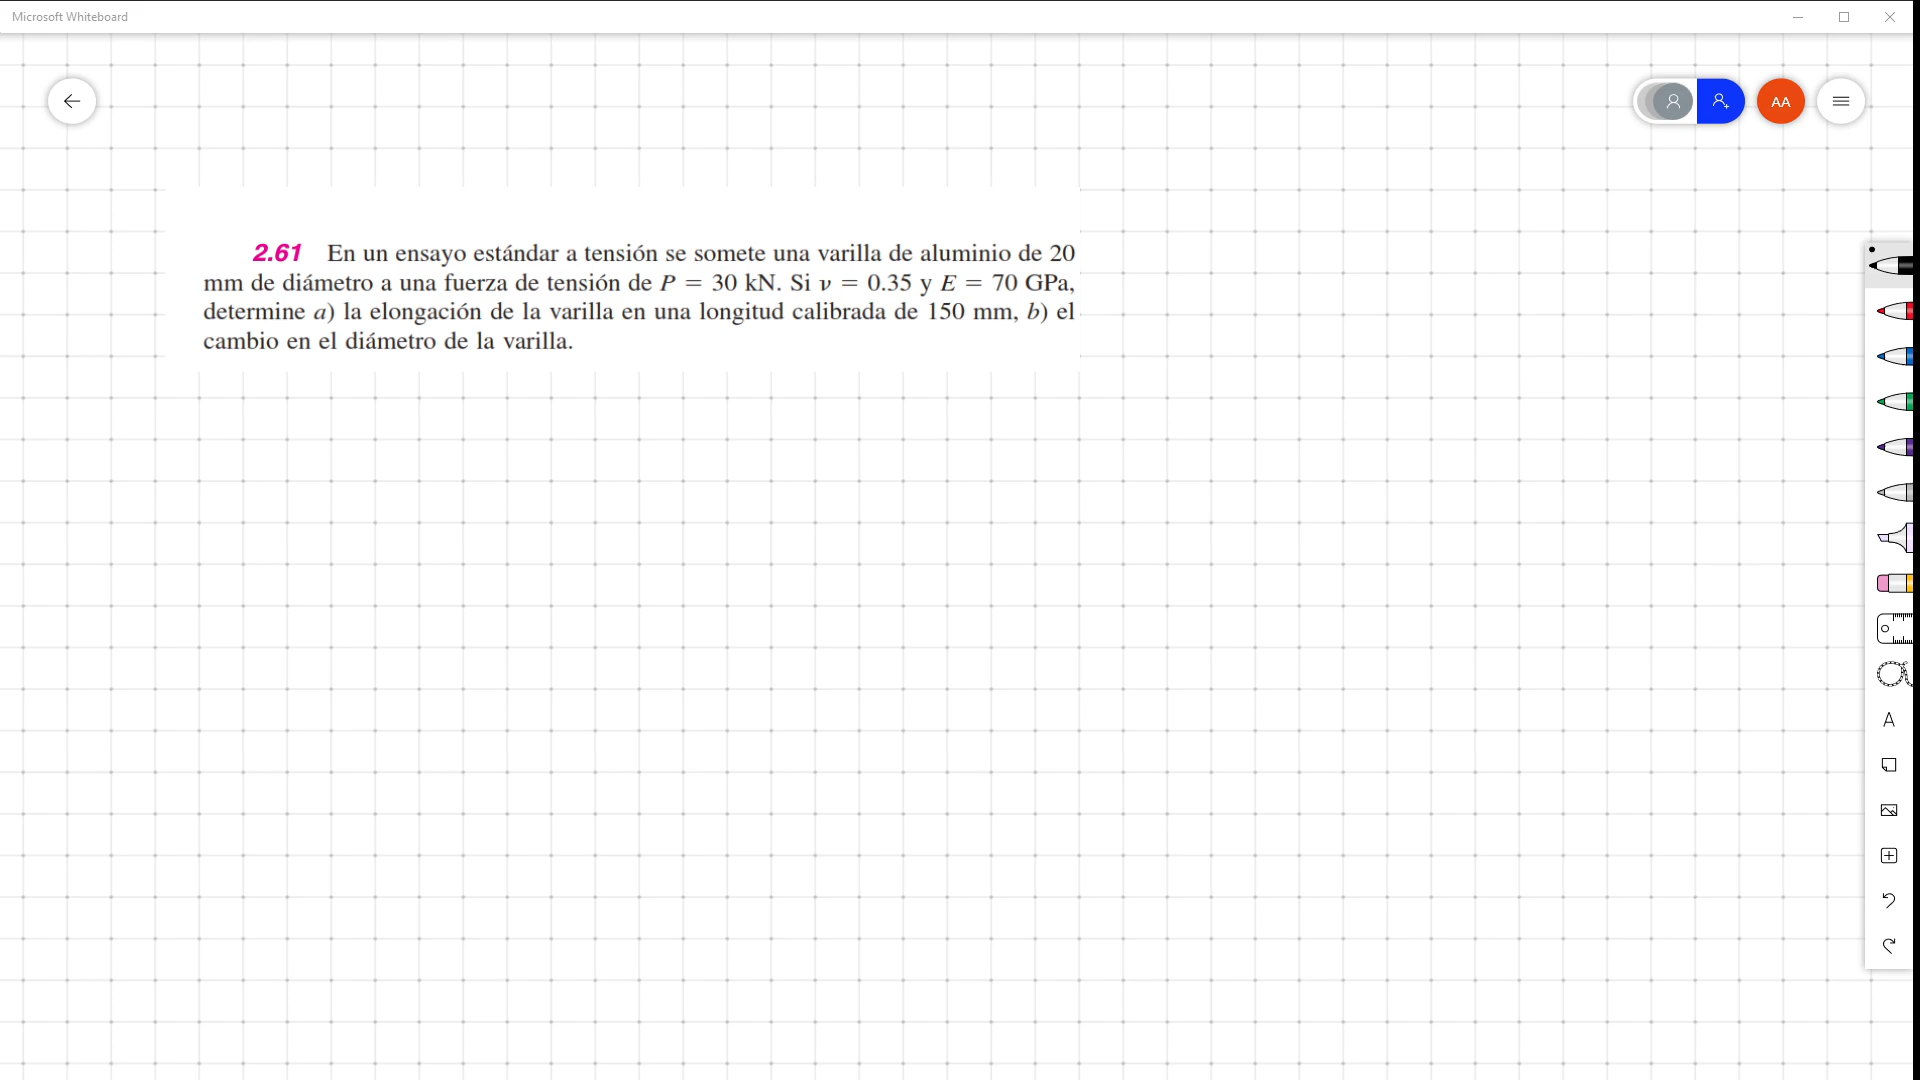 Microsoft Whiteboard
AA
2.61 En un ensayo estándar a tensión se somete una varilla de aluminio de 20
mm de diámetro a una fuerza de tensión de P = 30 kN. Si ν = 0.35 y E = 70 GPa,
determine a) la elongación de la varilla en una longitud calibrada de 150 mm, b) el
cambio en el diámetro de la varilla.
A